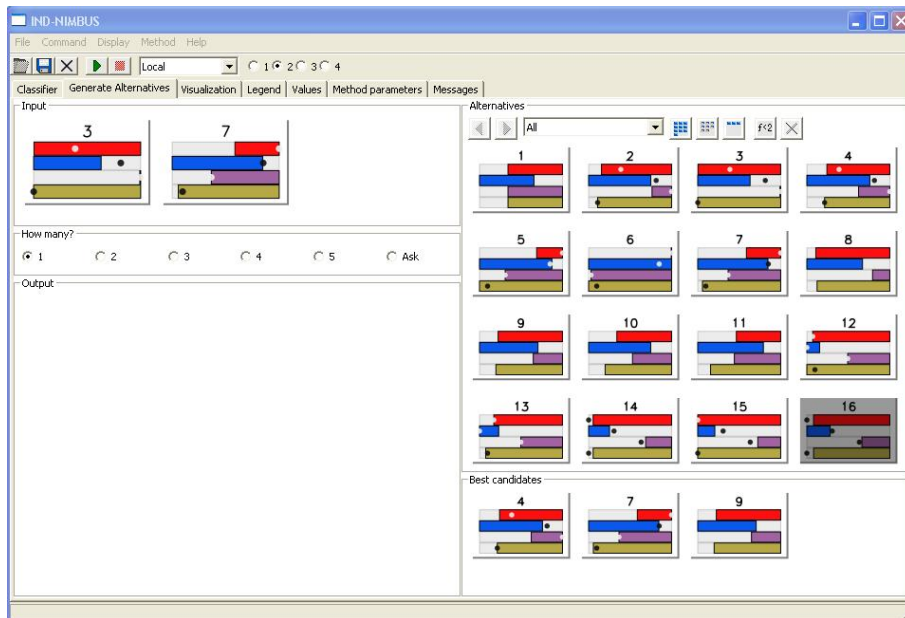 IND-NIMBUS
File Command Display Method Help
Local 1 2 3 4
Classifier Generate Alternatives Visualization Legend Values Method parameters Messages
Input
3 7
How many?
1 2 3 4 5 Ask
Output
Alternatives
All f<2
1 2 3 4
5 6 7 8
9 10 11 12
13 14 15 16
Best candidates
4 7 9